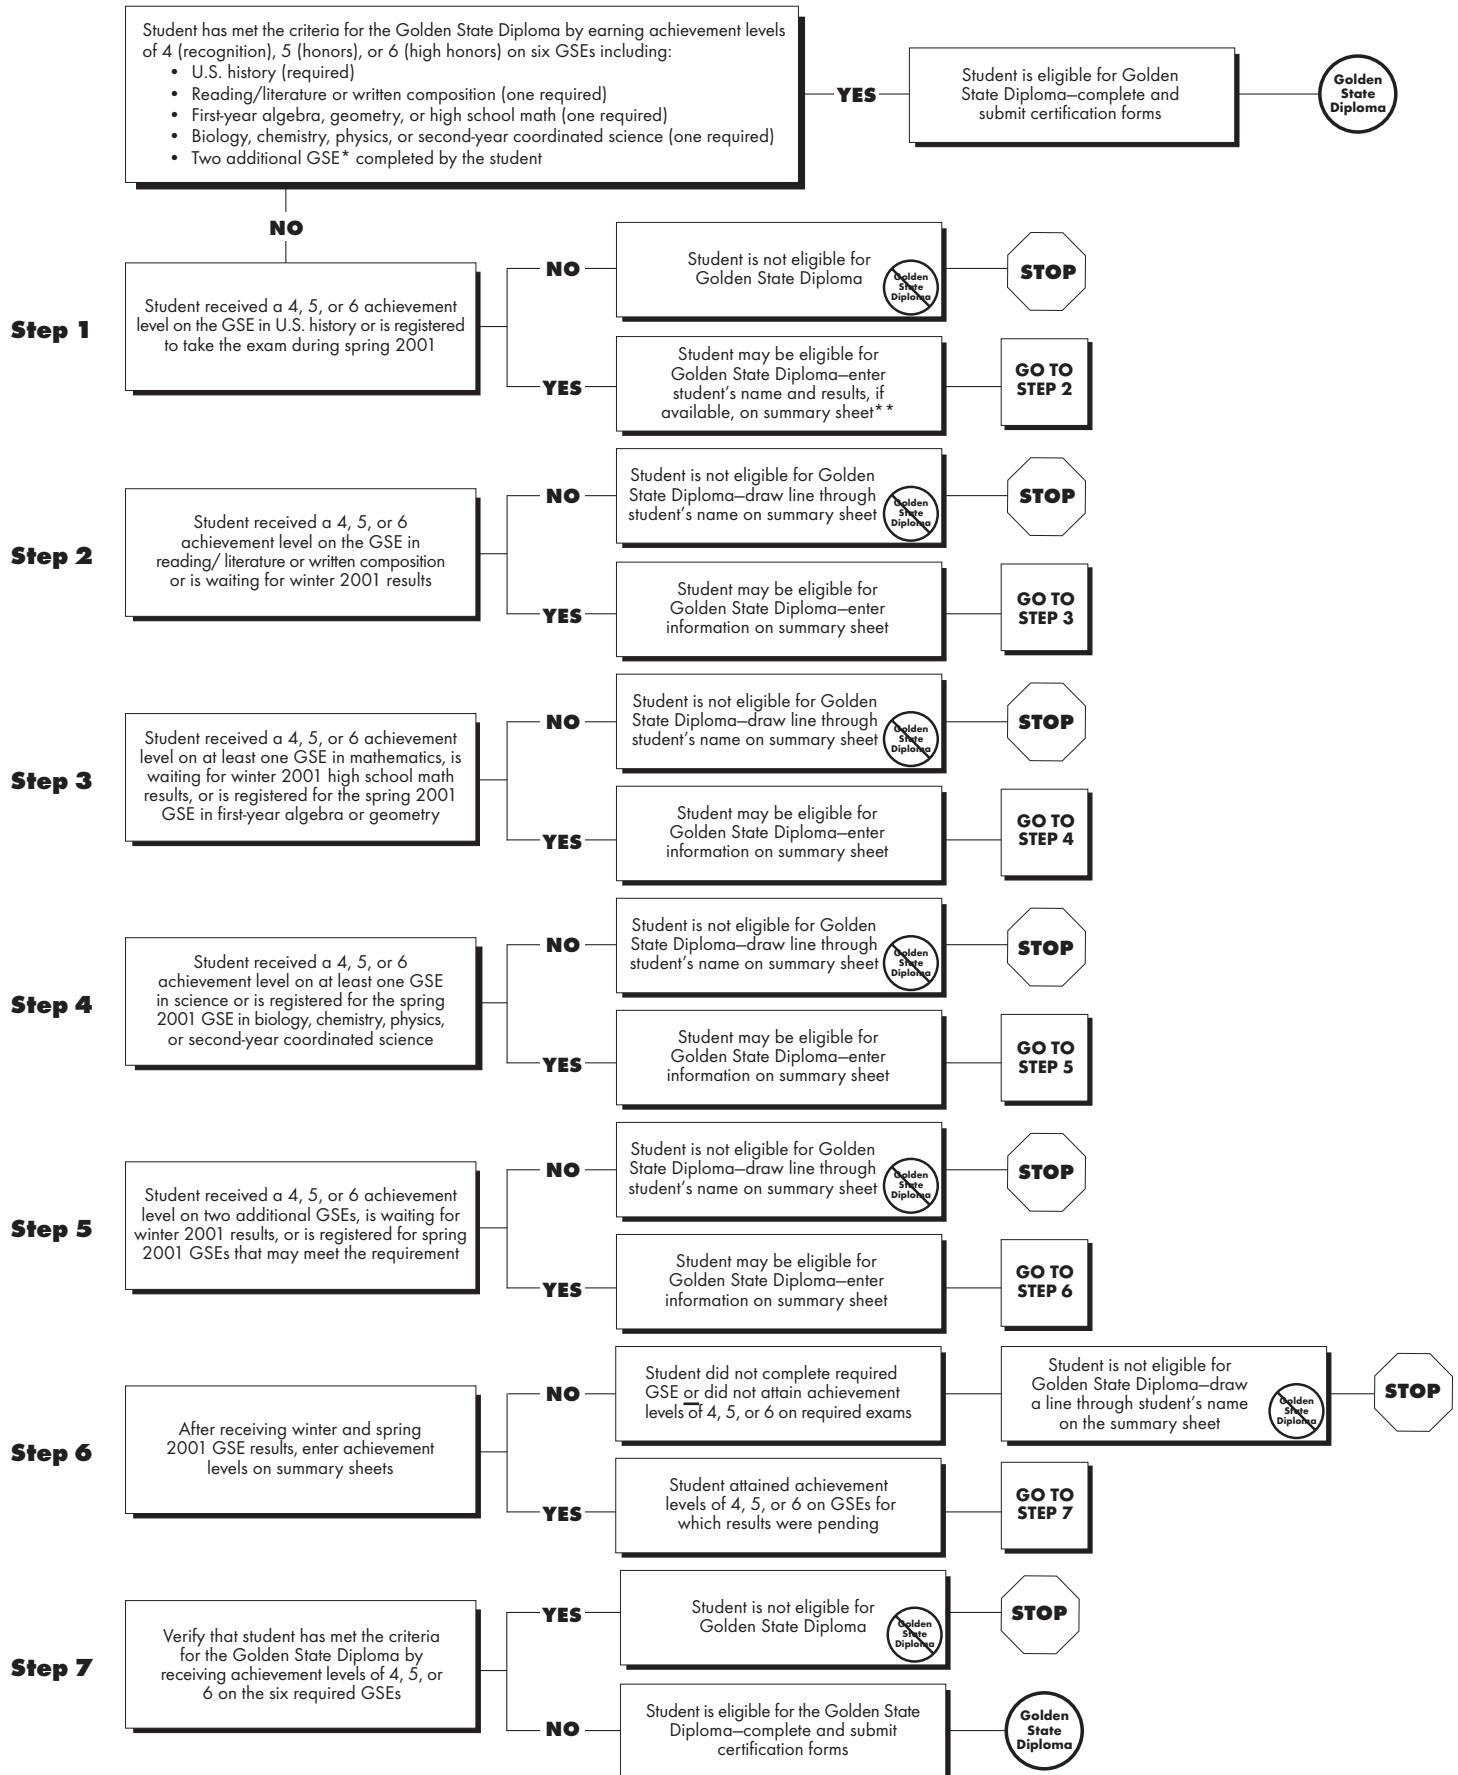 Student has met the criteria for the Golden State Diploma by earning achievement levels
of 4 (recognition), 5 (honors), or 6 (high honors) on six GSEs including:
• U.S. history (required)
• Reading/literature or written composition (one required)
• First-year algebra, geometry, or high school math (one required)
• Biology, chemistry, physics, or second-year coordinated science (one required)
• Two additional GSE* completed by the student
YES
Student is eligible for Golden
State Diploma—complete and
submit certification forms
Golden
State
Diploma
NO
Step 1
Student received a 4, 5, or 6 achievement
level on the GSE in U.S. history or is registered
to take the exam during spring 2001
NO
Student is not eligible for
Golden State Diploma
Golden
State
Diploma
STOP
YES
Student may be eligible for
Golden State Diploma—enter
student's name and results, if
available, on summary sheet**
GO TO
STEP 2
Step 2
Student received a 4, 5, or 6
achievement level on the GSE in
reading/ literature or written composition
or is waiting for winter 2001 results
NO
Student is not eligible for Golden
State Diploma—draw line through
student's name on summary sheet
Golden
State
Diploma
STOP
YES
Student may be eligible for
Golden State Diploma—enter
information on summary sheet
GO TO
STEP 3
Step 3
Student received a 4, 5, or 6 achievement
level on at least one GSE in mathematics, is
waiting for winter 2001 high school math
results, or is registered for the spring 2001
GSE in first-year algebra or geometry
NO
Student is not eligible for Golden
State Diploma—draw line through
student's name on summary sheet
Golden
State
Diploma
STOP
YES
Student may be eligible for
Golden State Diploma—enter
information on summary sheet
GO TO
STEP 4
Step 4
Student received a 4, 5, or 6
achievement level on at least one GSE
in science or is registered for the spring
2001 GSE in biology, chemistry, physics,
or second-year coordinated science
NO
Student is not eligible for Golden
State Diploma—draw line through
student's name on summary sheet
Golden
State
Diploma
STOP
YES
Student may be eligible for
Golden State Diploma—enter
information on summary sheet
GO TO
STEP 5
Step 5
Student received a 4, 5, or 6 achievement
level on two additional GSEs, is waiting for
winter 2001 results, or is registered for spring
2001 GSEs that may meet the requirement
NO
Student is not eligible for Golden
State Diploma—draw line through
student's name on summary sheet
Golden
State
Diploma
STOP
YES
Student may be eligible for
Golden State Diploma—enter
information on summary sheet
GO TO
STEP 6
Step 6
After receiving winter and spring
2001 GSE results, enter achievement
levels on summary sheets
NO
Student did not complete required
GSE or did not attain achievement
levels of 4, 5, or 6 on required exams
Student is not eligible for
Golden State Diploma—draw
a line through student's name
on the summary sheet
Golden
State
Diploma
STOP
YES
Student attained achievement
levels of 4, 5, or 6 on GSEs for
which results were pending
GO TO
STEP 7
Step 7
Verify that student has met the criteria
for the Golden State Diploma by
receiving achievement levels of 4, 5, or
6 on the six required GSEs
YES
Student is not eligible for
Golden State Diploma
Golden
State
Diploma
STOP
NO
Student is eligible for the Golden State
Diploma—complete and submit
certification forms
Golden
State
Diploma